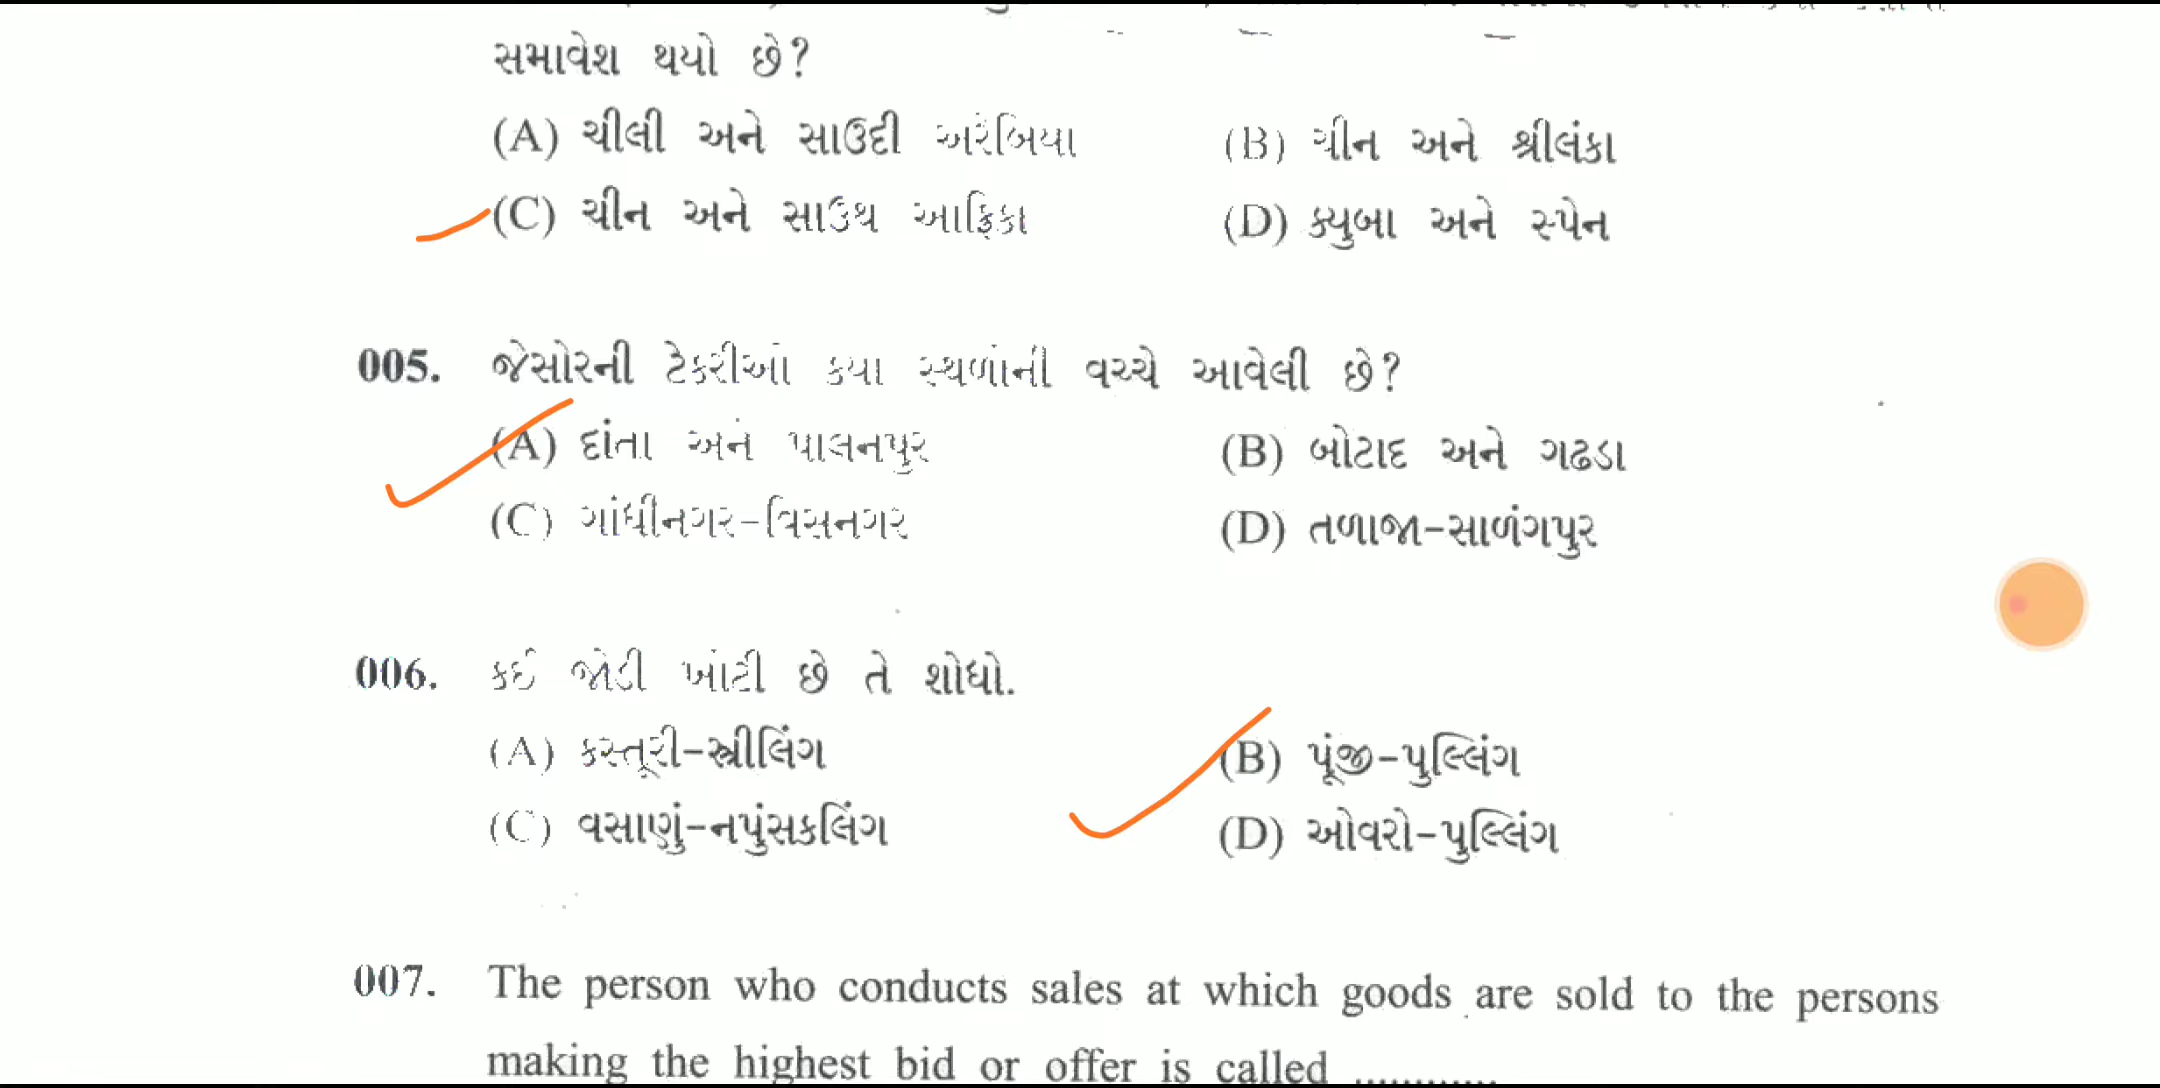 સમાવેશ થયો છે?
(A) ચીલી અને સાઉદી અરેબિયા (B) ચીન અને શ્રીલંકા
(C) ચીન અને સાઉથ આફ્રિકા (D) ક્યુબા અને સ્પેન
005. જેસોરની ટેકરીઓ કયા સ્થળોની વચ્ચે આવેલી છે?
(A) દાંતા અને પાલનપુર (B) બોટાદ અને ગઢડા
(C) ગાંધીનગર-વિસનગર (D) તળાજા-સાળંગપુર
006. કઈ જોડી ખોટી છે તે શોધો.
(A) કસ્તૂરી-સ્ત્રીલિંગ (B) પૂંજી-પુલ્લિંગ
(C) વસાણું-નપુંસકલિંગ (D) ઓવરો-પુલ્લિંગ
007. The person who conducts sales at which goods are sold to the persons
making the highest bid or offer is called ............